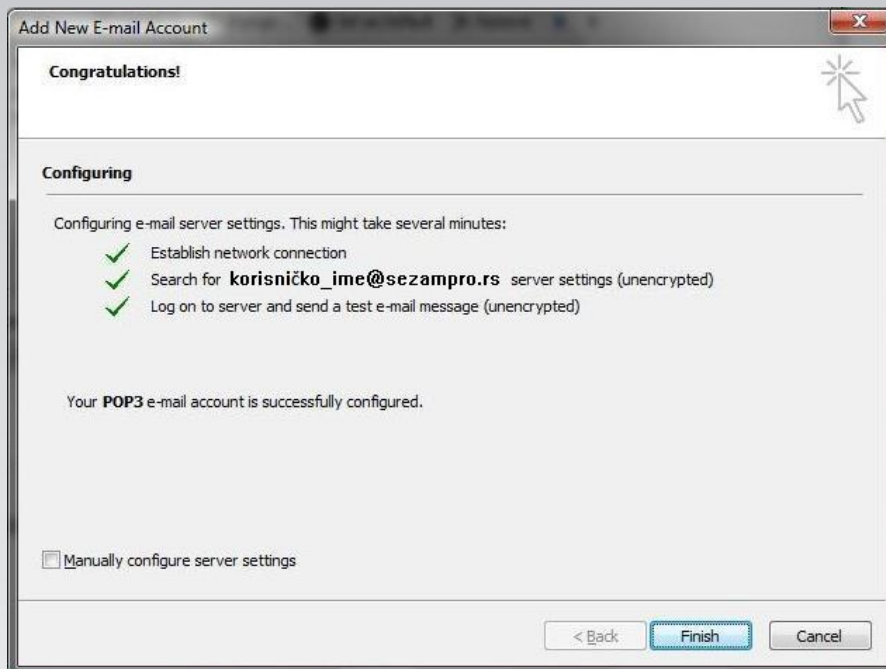 Add New E-mail Account
Congratulations!
Configuring
Configuring e-mail server settings. This might take several minutes:
Establish network connection
Search for korisničko_ime@sezampro.rs server settings (unencrypted)
Log on to server and send a test e-mail message (unencrypted)
Your POP3 e-mail account is successfully configured.
Manually configure server settings
< Back Finish Cancel